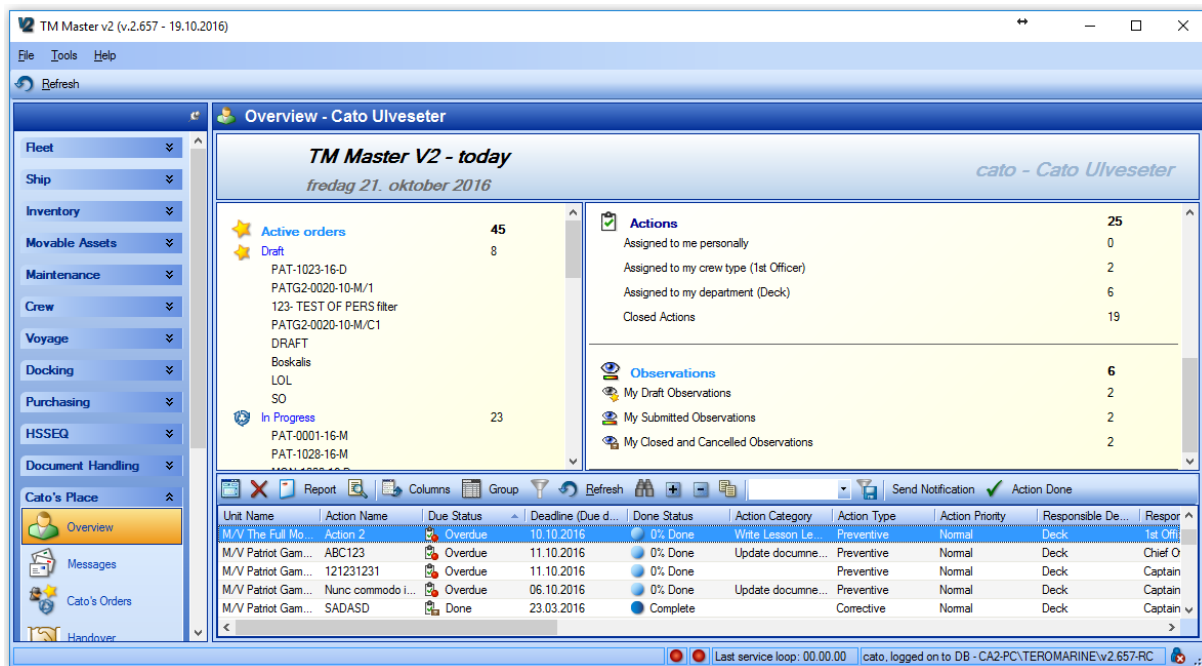 TM Master v2 (v.2.657 - 19.10.2016)
File Tools Help
Refresh
Overview - Cato Ulveseter
TM Master V2 - today
fredag 21. oktober 2016
cato - Cato Ulveseter
Fleet
Ship
Inventory
Movable Assets
Maintenance
Crew
Voyage
Docking
Purchasing
HSSEQ
Document Handling
Cato's Place
Overview
Messages
Cato's Orders
Handover
Active orders 45
Draft 8
PAT-1023-16-D
PATG2-0020-10-M/1
123- TEST OF PERS filter
PATG2-0020-10-M/C1
DRAFT
Boskalis
LOL
SO
In Progress 23
PAT-0001-16-M
PAT-1028-16-M
Actions 25
Assigned to me personally 0
Assigned to my crew type (1st Officer) 2
Assigned to my department (Deck) 6
Closed Actions 19
Observations 6
My Draft Observations 2
My Submitted Observations 2
My Closed and Cancelled Observations 2
Report Columns Group Refresh Send Notification Action Done
Unit Name Action Name Due Status Deadline (Due d... Done Status Action Category Action Type Action Priority Responsible De... Respor
M/V The Full Mo... Action 2 Overdue 10.10.2016 0% Done Write Lesson Le... Preventive Normal Deck 1st Offi
M/V Patriot Gam... ABC123 Overdue 11.10.2016 0% Done Update documne... Preventive Normal Deck Chief O
M/V Patriot Gam... 121231231 Overdue 11.10.2016 0% Done Preventive Normal Deck Captain
M/V Patriot Gam... Nunc commodo i... Overdue 06.10.2016 0% Done Update documne... Preventive Normal Deck Captain
M/V Patriot Gam... SADASD Done 23.03.2016 Complete Corrective Normal Deck Captain
Last service loop: 00.00.00 cato, logged on to DB - CA2-PC\TEROMARINE\v2.657-RC